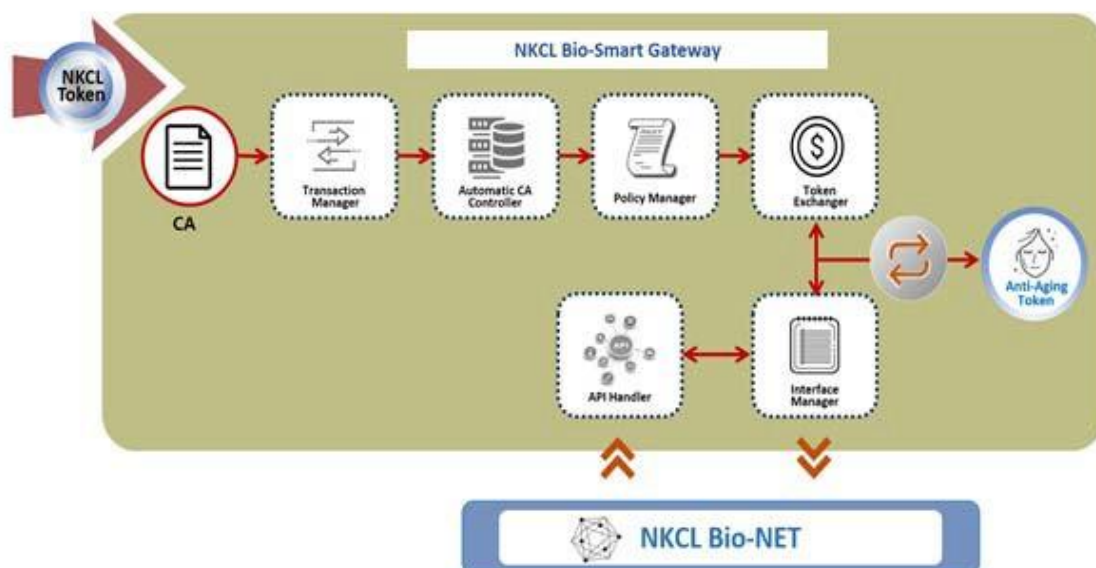 NKCL Bio-Smart Gateway
NKCL
Token
CA
Transaction
Manager
Automatic CA
Controller
Policy Manager
$
Token
Exchanger
Anti-Aging
Token
API
API Handler
Interface
Manager
NKCL Bio-NET